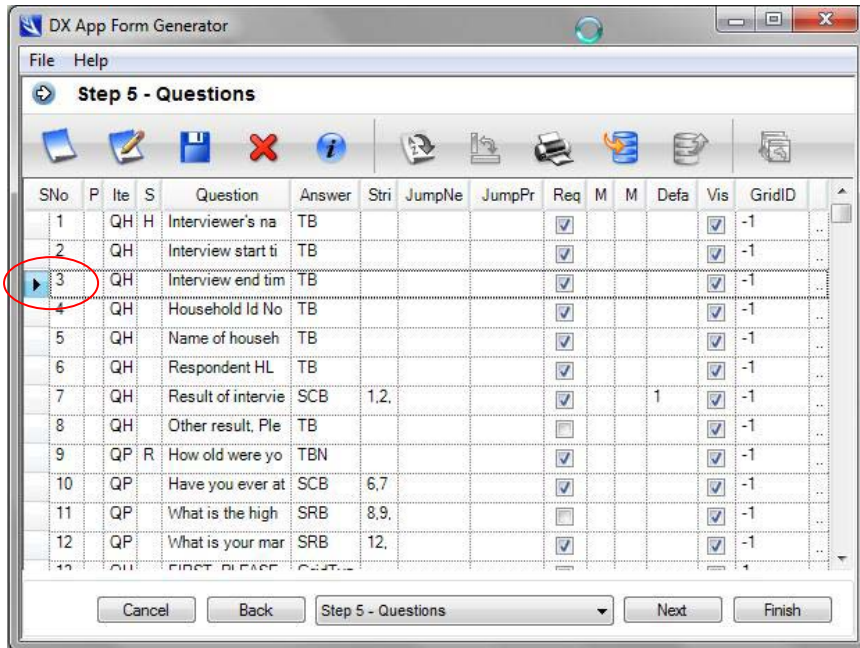 DX App Form Generator
File Help
Step 5 - Questions
SNo P Ite S Question Answer Stri JumpNe JumpPr Req M M Defa Vis GridID
1 QH H Interviewer's na TB -1 ..
2 QH Interview start ti TB -1 ..
3 QH Interview end tim TB -1 ..
4 QH Household Id No TB -1 ..
5 QH Name of househ TB -1 ..
6 QH Respondent HL TB -1 ..
7 QH Result of intervie SCB 1,2, 1 -1 ..
8 QH Other result, Ple TB -1 ..
9 QP R How old were yo TBN -1 ..
10 QP Have you ever at SCB 6,7 -1 ..
11 QP What is the high SRB 8,9, -1 ..
12 QP What is your mar SRB 12, -1 ..
Cancel Back Step 5 - Questions Next Finish